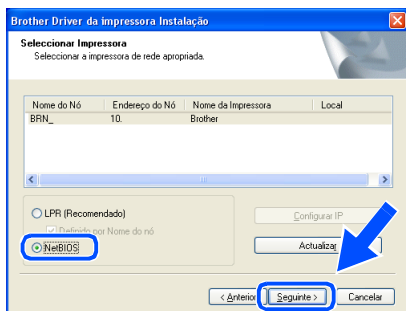 Brother Driver da impressora Instalação
Seleccionar Impressora
Seleccionar a impressora de rede apropriada.
Nome do Nó Endereço do Nó Nome da Impressora Local
BRN_ 10. Brother
LPR (Recomendado)
Definido por Nome do nó
NetBIOS
Configurar IP
Actualizar
< Anterior
Seguinte >
Cancelar